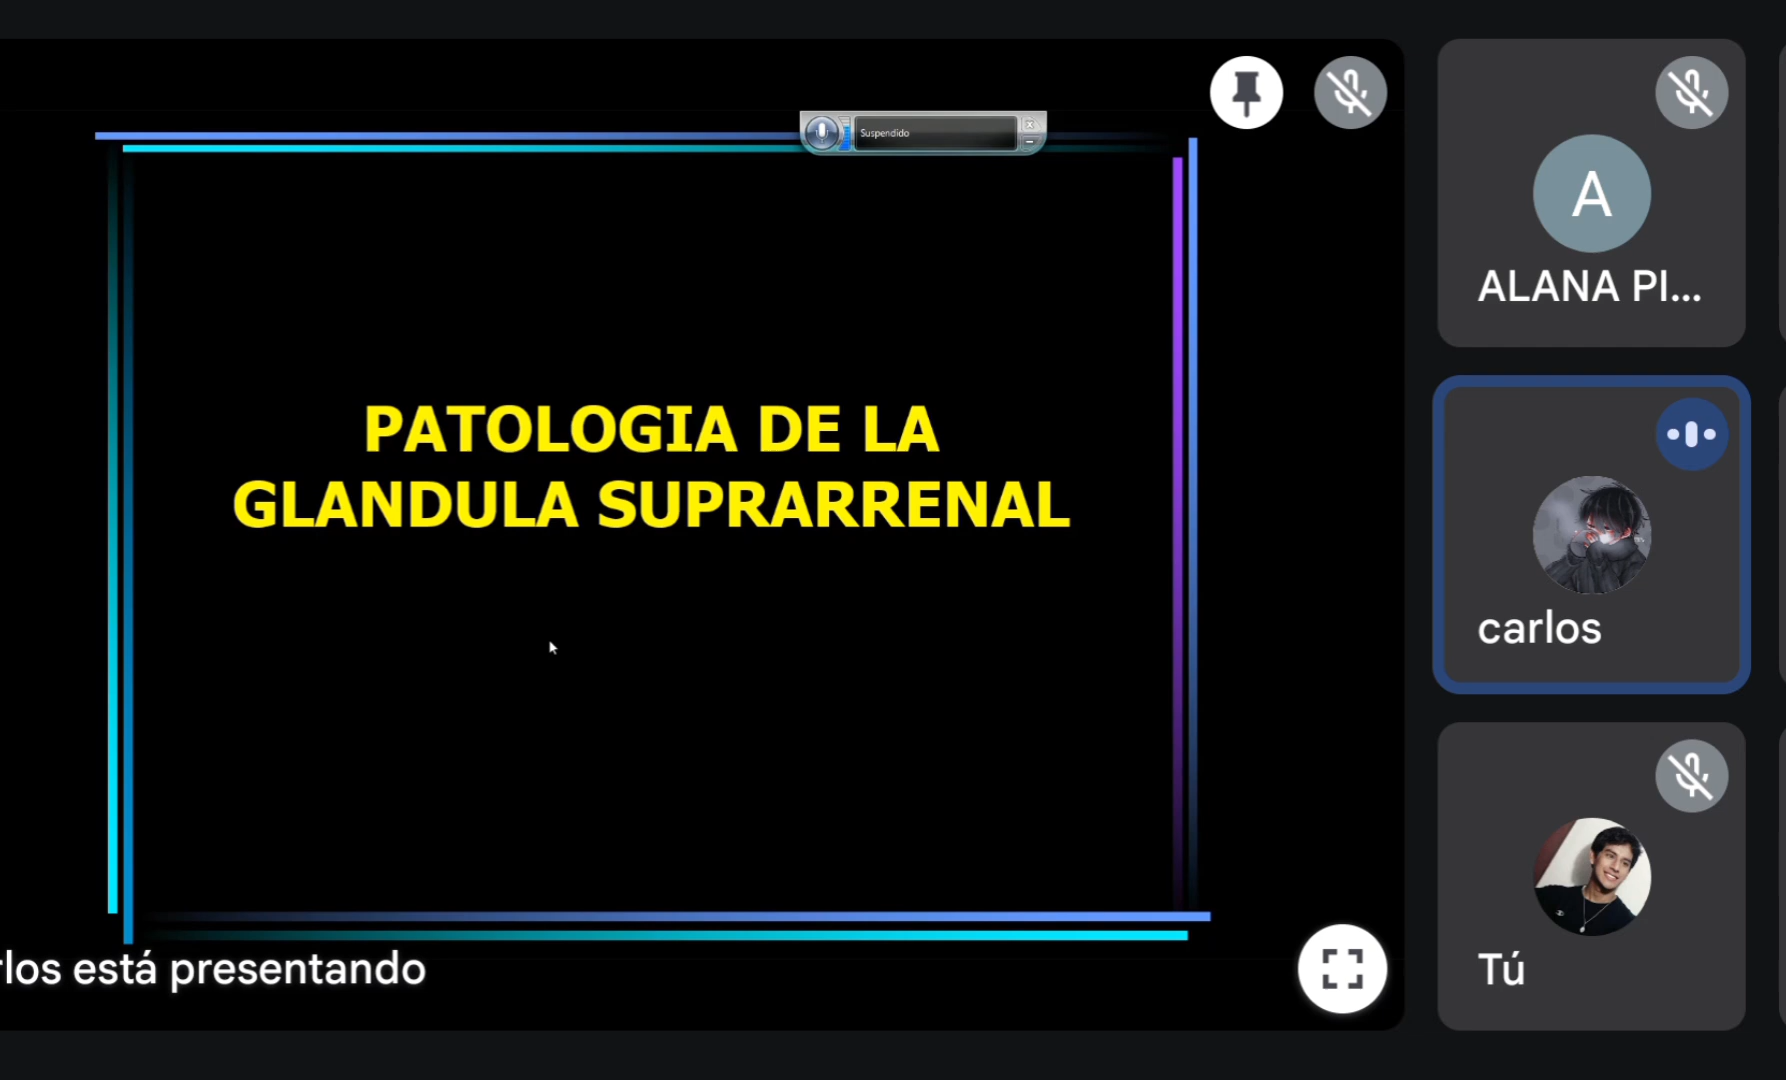 Suspendido
PATOLOGIA DE LA
GLANDULA SUPRARRENAL
A
ALANA PI...
carlos
Tú
rlos está presentando